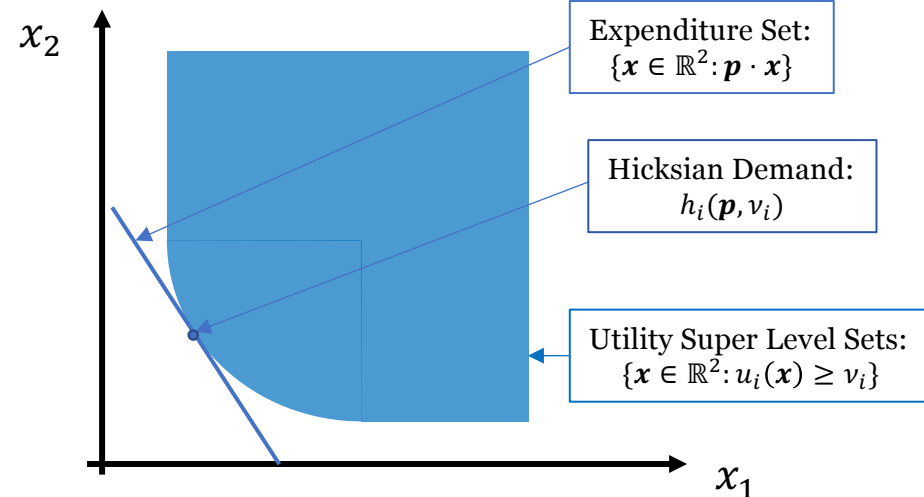 x₂
Expenditure Set:
{𝒙 ∈ ℝ²: 𝒑 · 𝒙}
Hicksian Demand:
hᵢ(𝒑, νᵢ)
Utility Super Level Sets:
{𝒙 ∈ ℝ²: uᵢ(𝒙) ≥ νᵢ}
x₁